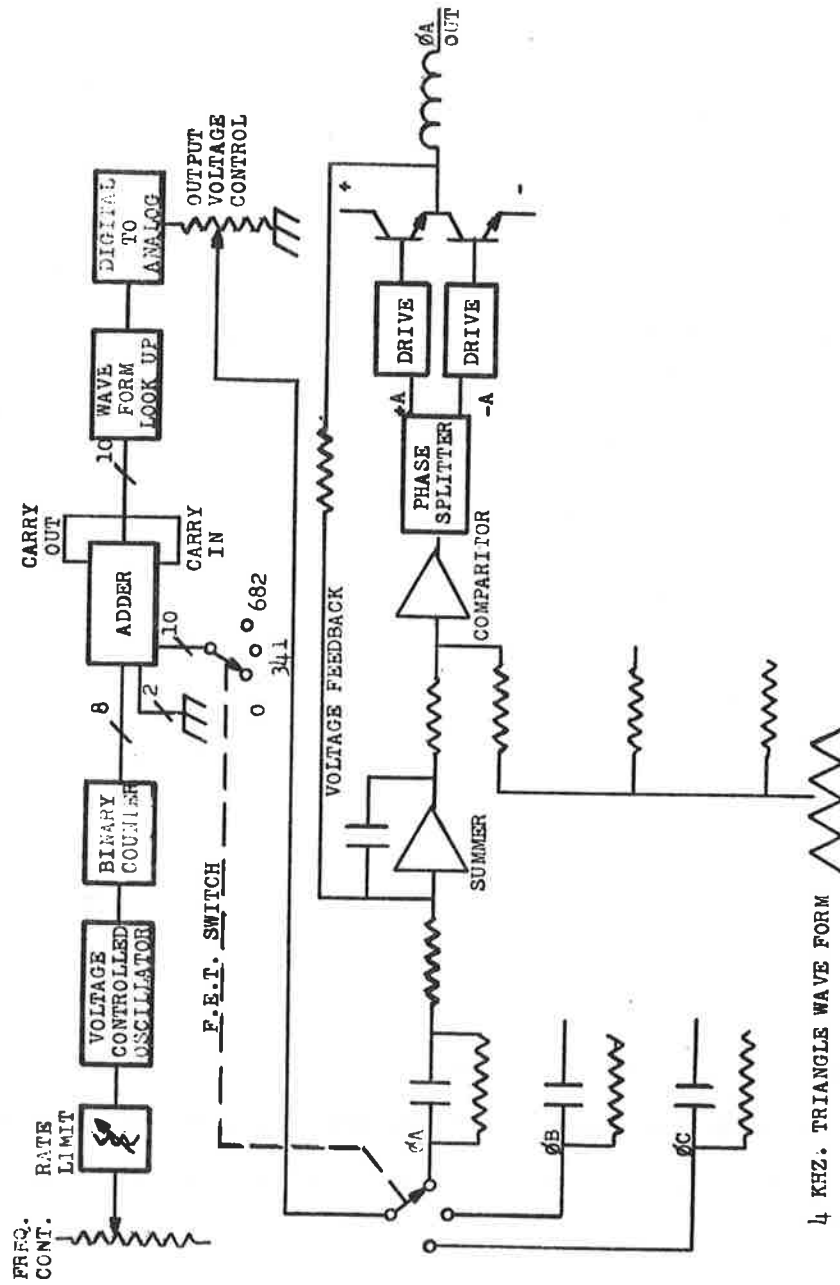 FREQ.
CONT.
RATE
LIMIT
VOLTAGE
CONTROLLED
OSCILLATOR
BINARY
COUNTER
8
2
ADDER
CARRY
OUT
CARRY
IN
10
10
WAVE
FORM
LOOK UP
DIGITAL
TO
ANALOG
OUTPUT
VOLTAGE
CONTROL
0
341
682
F.E.T. SWITCH
VOLTAGE FEEDBACK
ØA
ØB
ØC
SUMMER
COMPARITOR
PHASE
SPLITTER
+A
-A
DRIVE
DRIVE
+
-
ØA
OUT
4 KHZ. TRIANGLE WAVE FORM